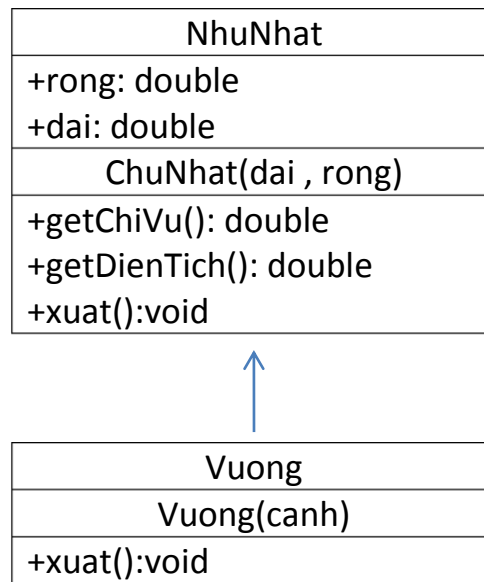 NhuNhat
+rong: double
+dai: double
ChuNhat(dai , rong)
+getChiVu(): double
+getDienTich(): double
+xuat():void
Vuong
Vuong(canh)
+xuat():void